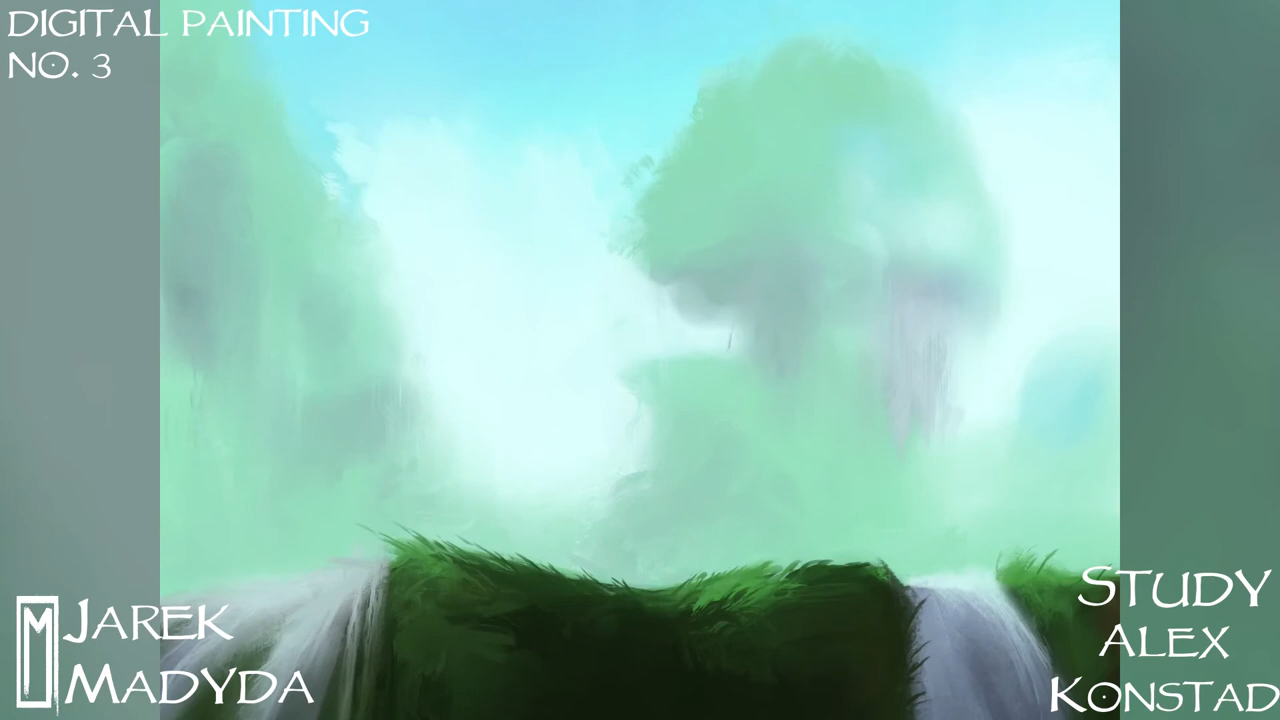 DIGITAL PAINTING
NO. 3
M JAREK
MADYDA
STUDY
ALEX
KONSTAD